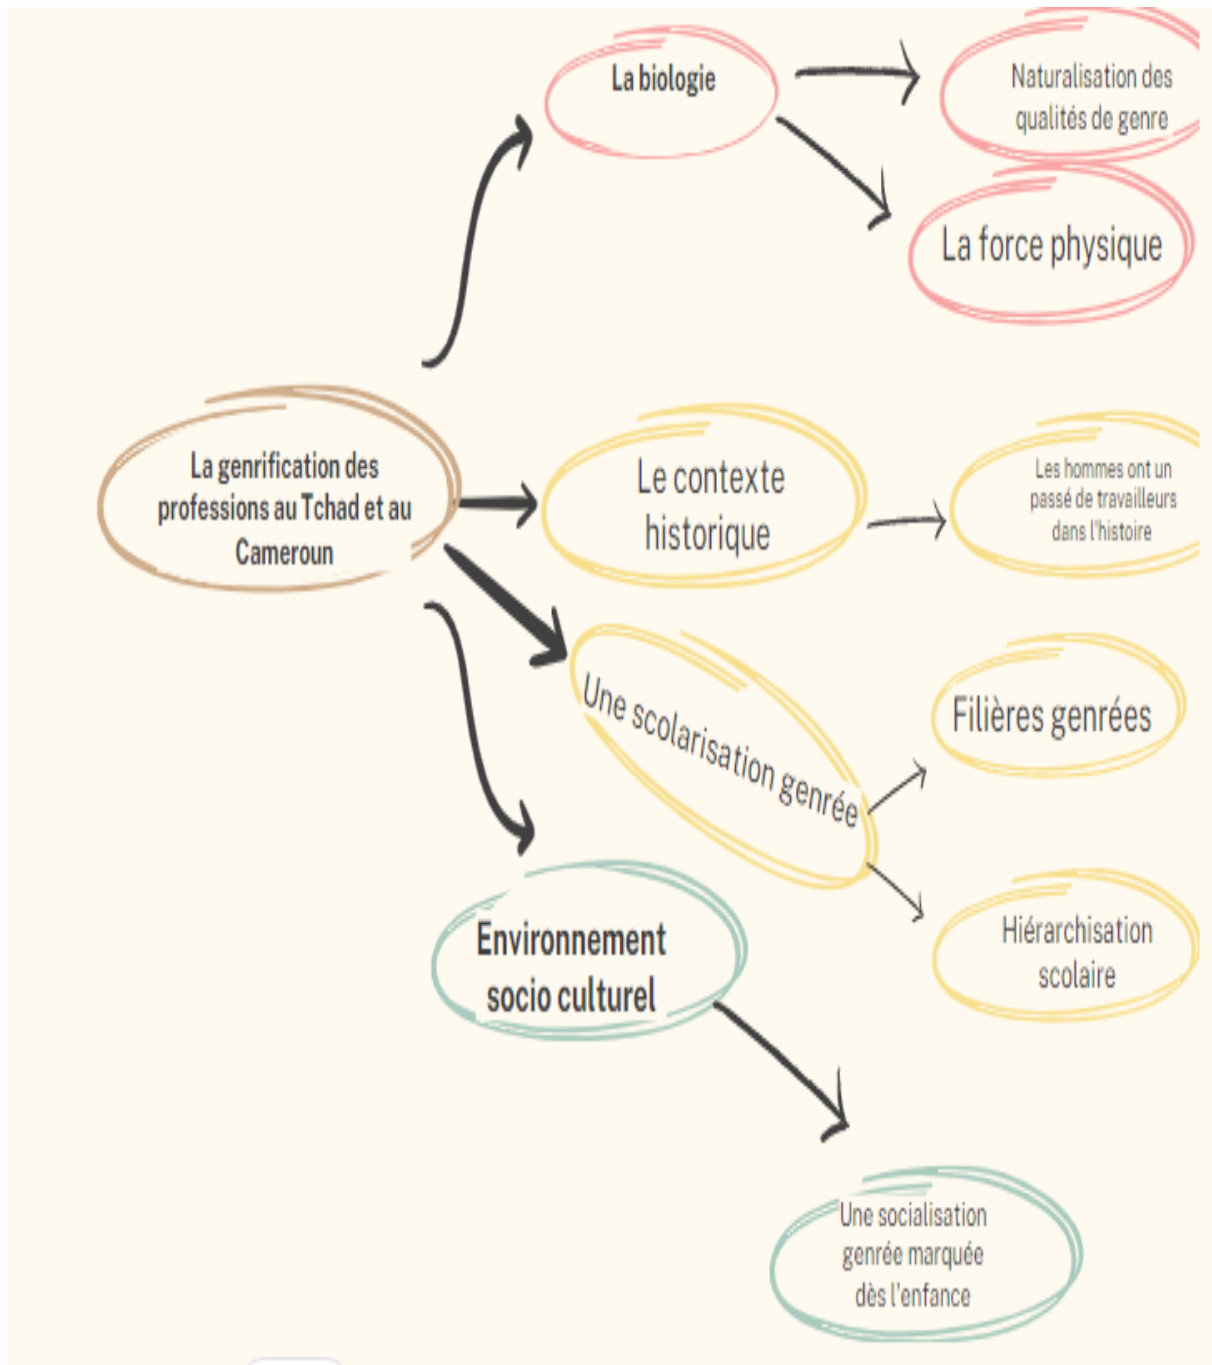 La biologie
Naturalisation des
qualités de genre
La force physique
La genrification des
professions au Tchad et au
Cameroun
Le contexte
historique
Les hommes ont un
passé de travailleurs
dans l'histoire
Une scolarisation genrée
Filières genrées
Hiérarchisation
scolaire
Environnement
socio culturel
Une socialisation
genrée marquée
dès l'enfance